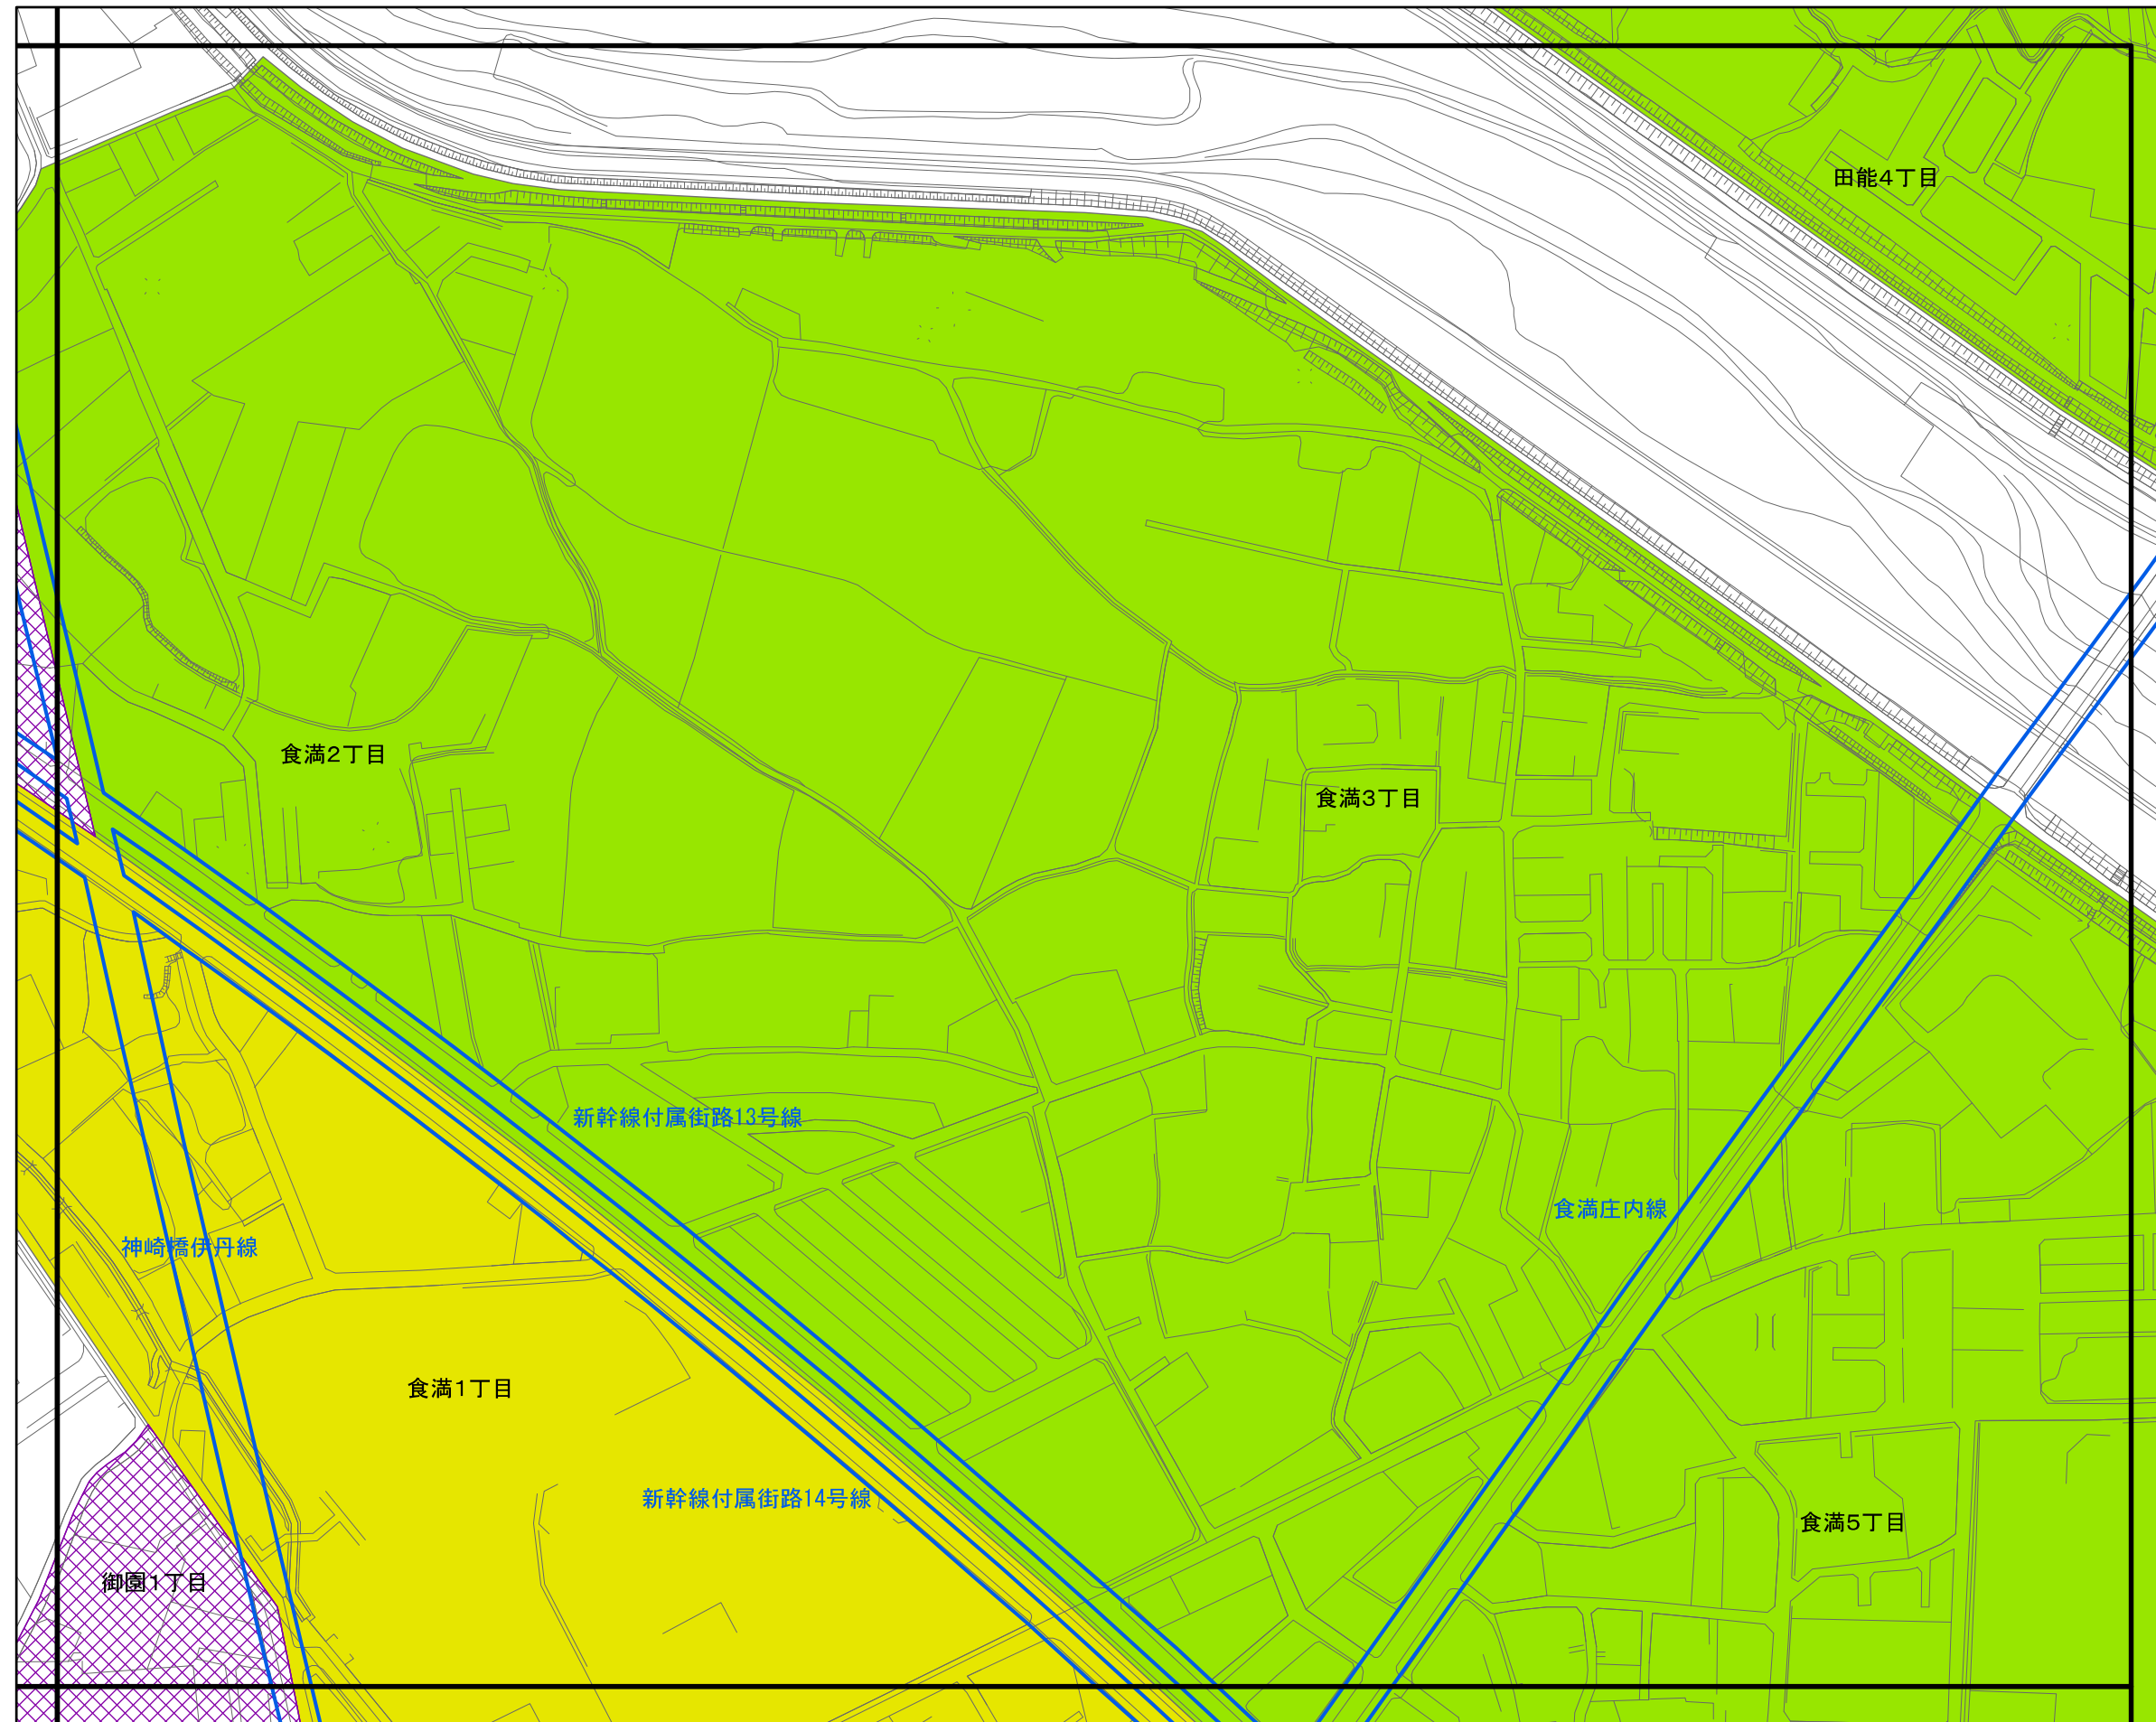 田能4丁目
食満2丁目
食満3丁目
新幹線付属街路13号線
食満庄内線
神崎橋伊丹線
食満1丁目
新幹線付属街路14号線
食満5丁目
御園1丁目